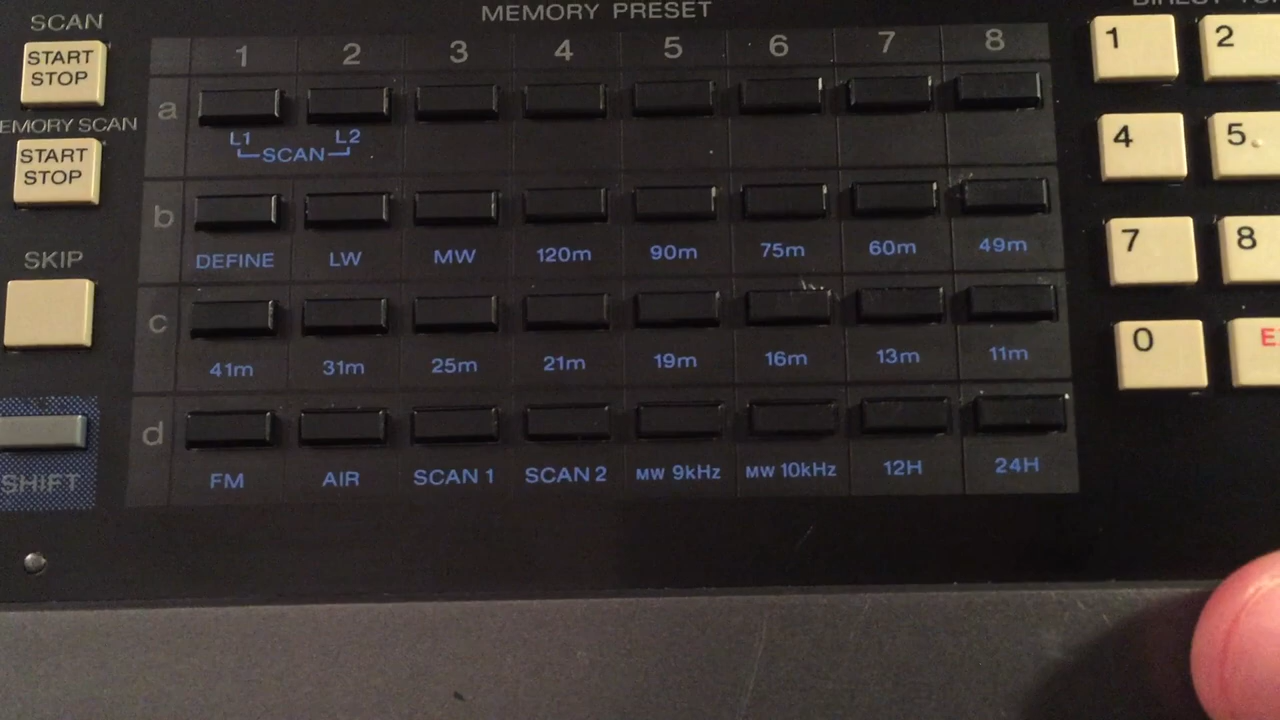 MEMORY PRESET
SCAN
START
STOP
1 2 3 4 5 6 7 8
1 2
a
L1 L2
SCAN
EMORY SCAN
START
STOP
4 5
b
DEFINE LW MW 120m 90m 75m 60m 49m
SKIP
7 8
c
41m 31m 25m 21m 19m 16m 13m 11m
0
d
FM AIR SCAN 1 SCAN 2 MW 9kHz MW 10kHz 12H 24H
SHIFT